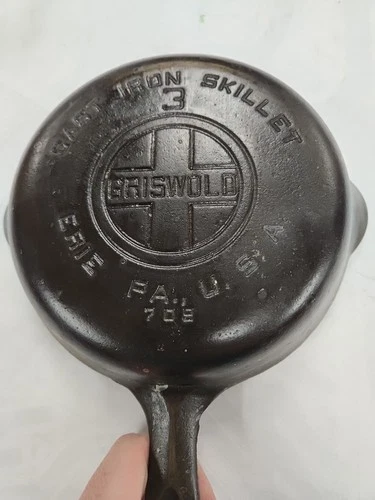 CAST IRON SKILLET
3
GRISWOLD
ERIE PA., U.S.A
709